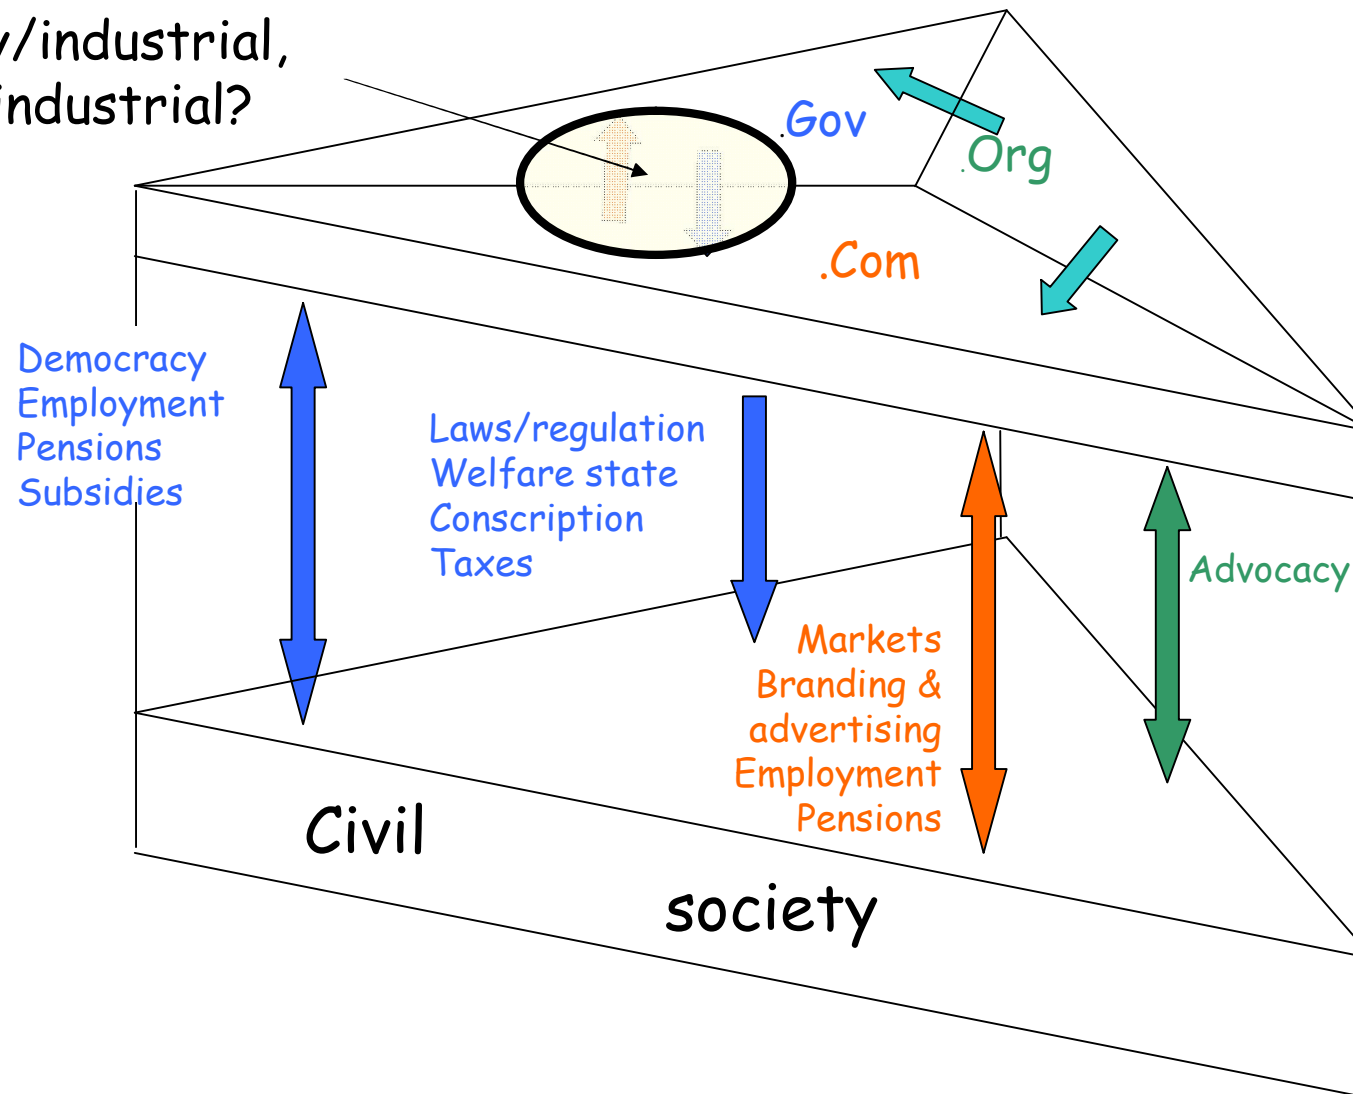 /industrial,
industrial?
.Gov
.Org
.Com
Democracy
Employment
Pensions
Subsidies
Laws/regulation
Welfare state
Conscription
Taxes
Advocacy
Markets
Branding &
advertising
Employment
Pensions
Civil
society